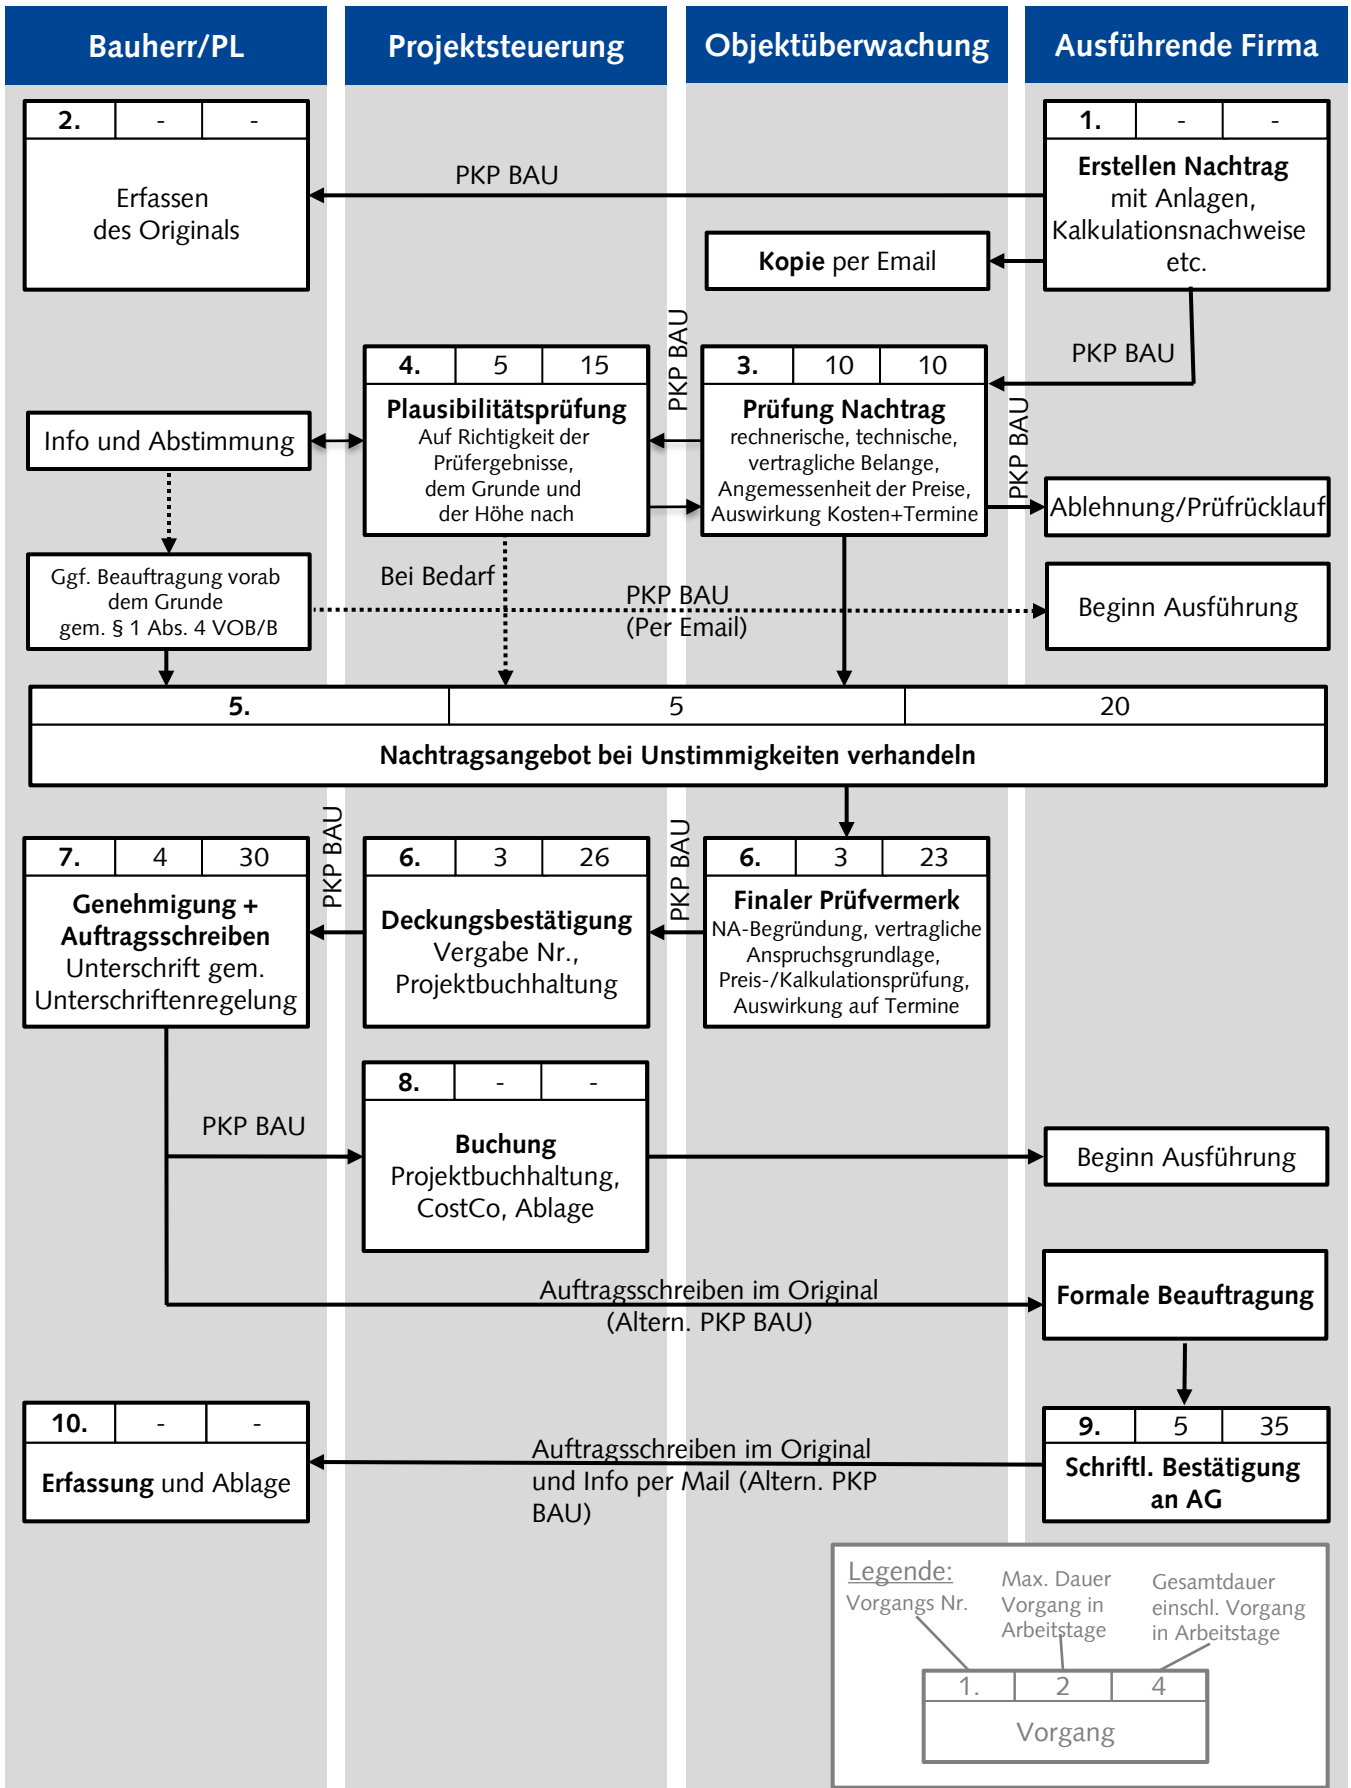 Bauherr/PL
Projektsteuerung
Objektüberwachung
Ausführende Firma
2. - -
Erfassen
des Originals
PKP BAU
1. - -
Erstellen Nachtrag
mit Anlagen,
Kalkulationsnachweise
etc.
Kopie per Email
PKP BAU
PKP BAU
4. 5 15
Plausibilitätsprüfung
Auf Richtigkeit der
Prüfergebnisse,
dem Grunde und
der Höhe nach
3. 10 10
Prüfung Nachtrag
rechnerische, technische,
vertragliche Belange,
Angemessenheit der Preise,
Auswirkung Kosten+Termine
PKP BAU
Info und Abstimmung
Ablehnung/Prüfrücklauf
Ggf. Beauftragung vorab
dem Grunde
gem. § 1 Abs. 4 VOB/B
Bei Bedarf
PKP BAU
(Per Email)
Beginn Ausführung
5. 5 20
Nachtragsangebot bei Unstimmigkeiten verhandeln
7. 4 30
Genehmigung +
Auftragsschreiben
Unterschrift gem.
Unterschriftenregelung
PKP BAU
6. 3 26
Deckungsbestätigung
Vergabe Nr.,
Projektbuchhaltung
PKP BAU
6. 3 23
Finaler Prüfvermerk
NA-Begründung, vertragliche
Anspruchsgrundlage,
Preis-/Kalkulationsprüfung,
Auswirkung auf Termine
PKP BAU
8. - -
Buchung
Projektbuchhaltung,
CostCo, Ablage
Beginn Ausführung
Auftragsschreiben im Original
(Altern. PKP BAU)
Formale Beauftragung
10. - -
Erfassung und Ablage
Auftragsschreiben im Original
und Info per Mail (Altern. PKP
BAU)
9. 5 35
Schriftl. Bestätigung
an AG
Legende:
Vorgangs Nr.
Max. Dauer
Vorgang in
Arbeitstage
Gesamtdauer
einschl. Vorgang
in Arbeitstage
1. 2 4
Vorgang